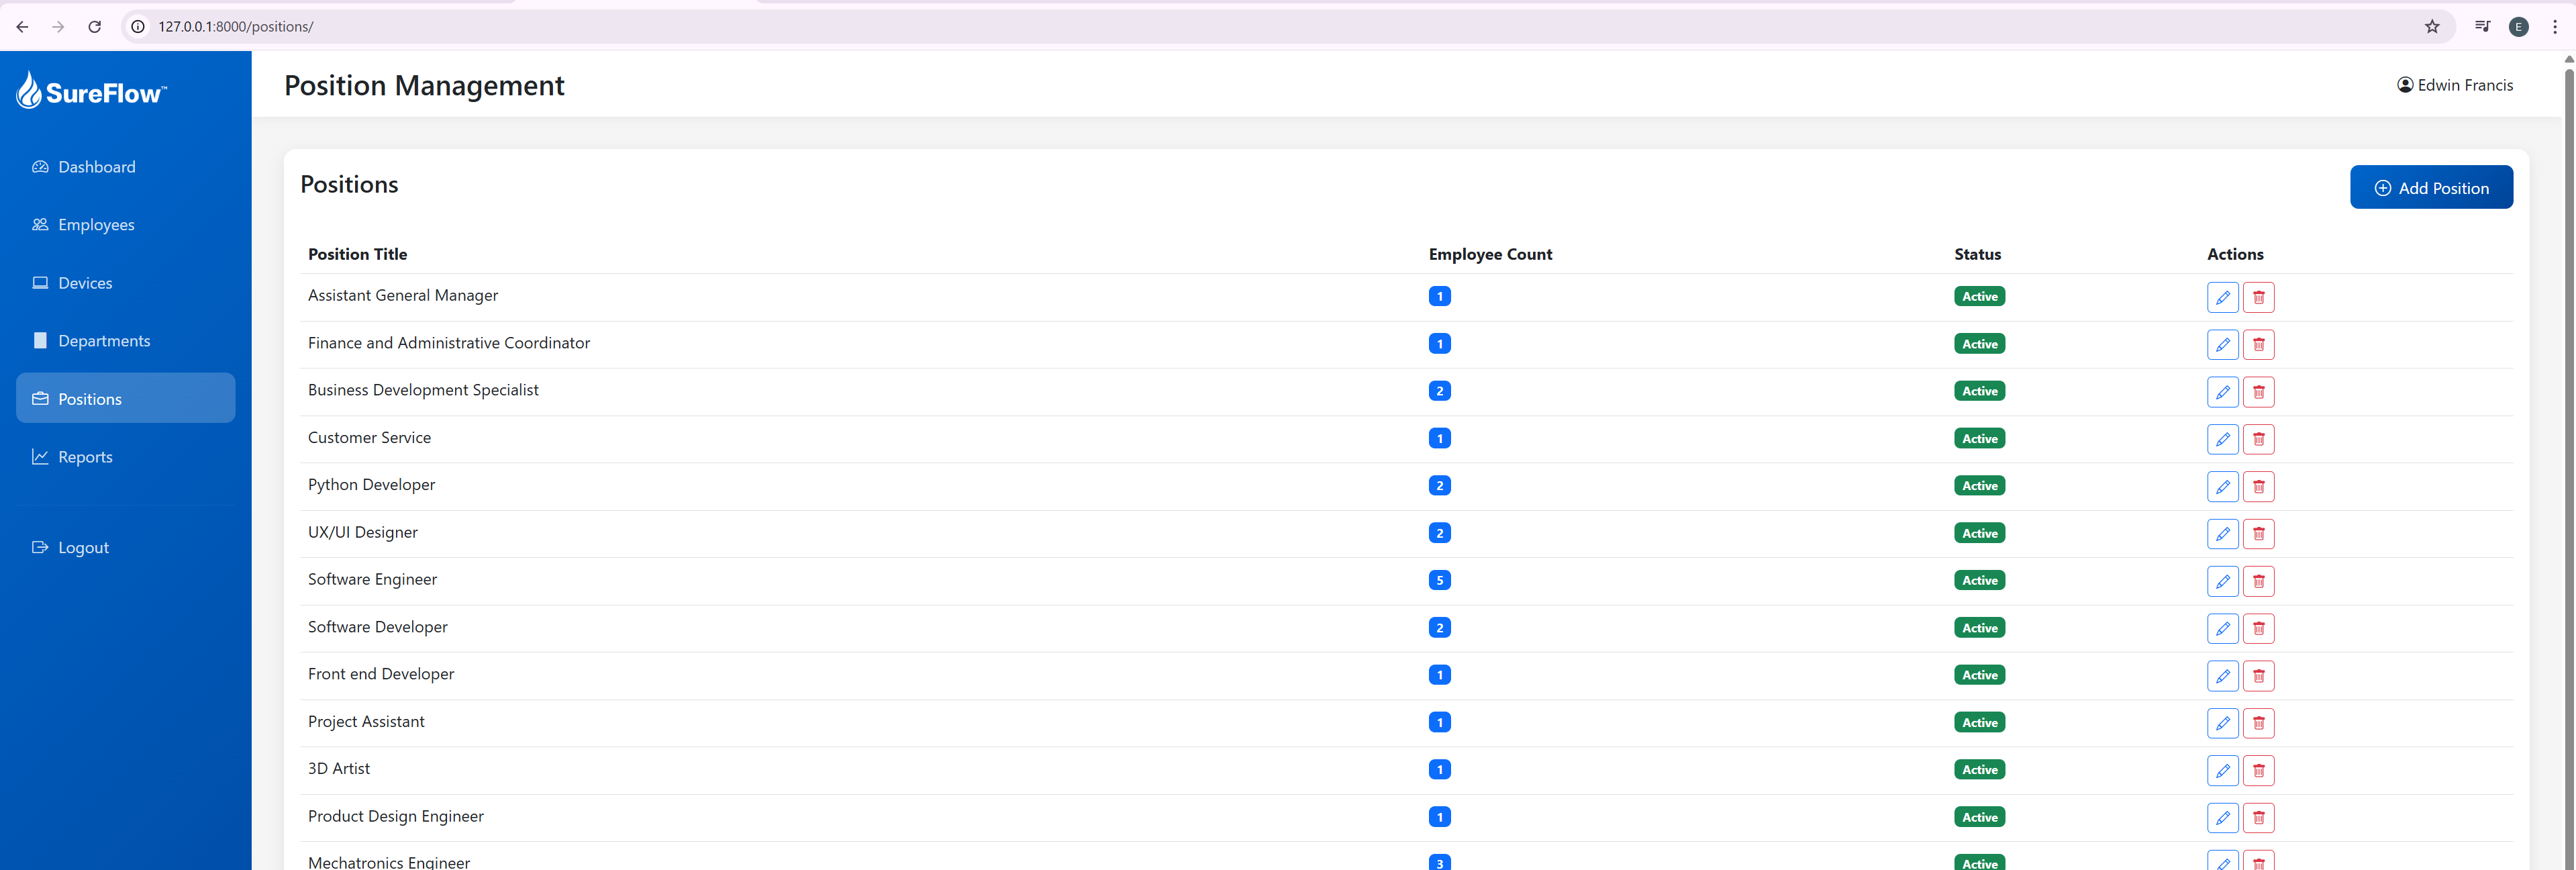 127.0.0.1:8000/positions/
E
SureFlow™
Position Management
Edwin Francis
Dashboard
Employees
Devices
Departments
Positions
Reports
Logout
Positions
Add Position
Position Title Employee Count Status Actions
Assistant General Manager 1 Active
Finance and Administrative Coordinator 1 Active
Business Development Specialist 2 Active
Customer Service 1 Active
Python Developer 2 Active
UX/UI Designer 2 Active
Software Engineer 5 Active
Software Developer 2 Active
Front end Developer 1 Active
Project Assistant 1 Active
3D Artist 1 Active
Product Design Engineer 1 Active
Mechatronics Engineer 3 Active